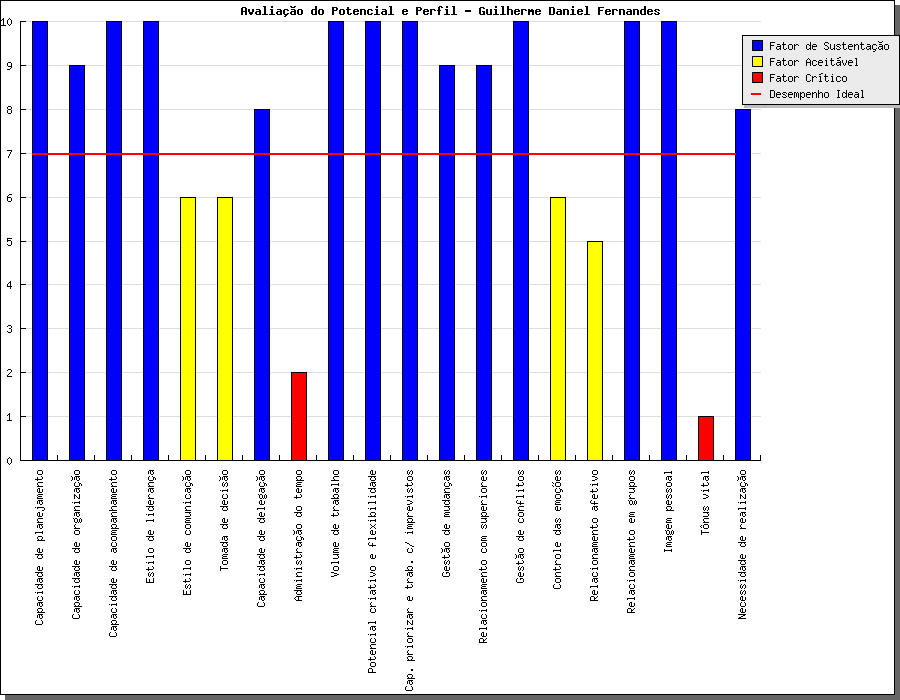 Avaliação do Potencial e Perfil - Guilherme Daniel Fernandes
Fator de Sustentação
Fator Aceitável
Fator Crítico
Desempenho Ideal
10
9
8
7
6
5
4
3
2
1
0
Capacidade de planejamento
Capacidade de organização
Capacidade de acompanhamento
Estilo de liderança
Estilo de comunicação
Tomada de decisão
Capacidade de delegação
Administração do tempo
Volume de trabalho
Potencial criativo e flexibilidade
Cap. priorizar e trab. c/ imprevistos
Gestão de mudanças
Relacionamento com superiores
Gestão de conflitos
Controle das emoções
Relacionamento afetivo
Relacionamento em grupos
Imagem pessoal
Tônus vital
Necessidade de realização